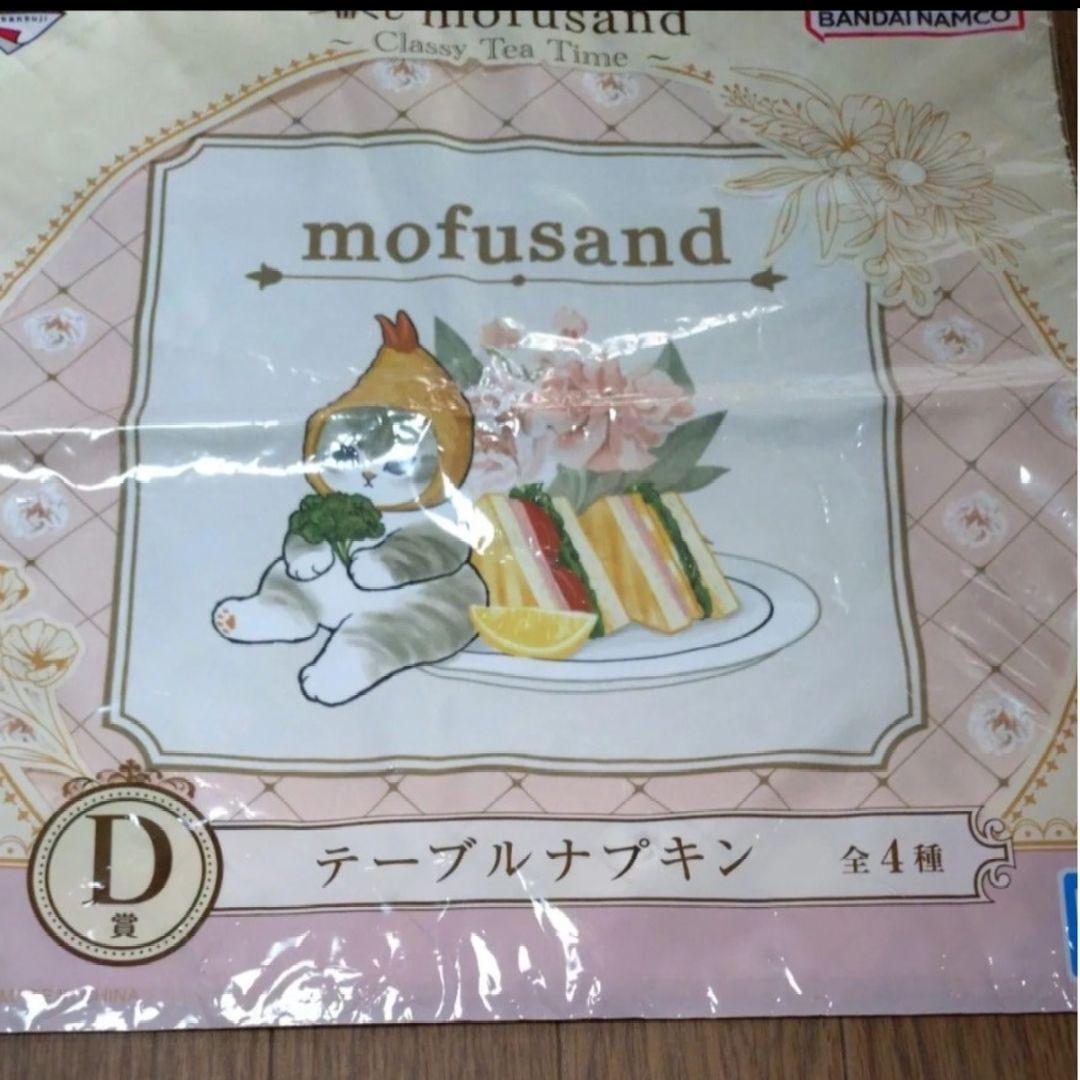 mofusand
BANDAI NAMCO
~ Classy Tea Time ~
mofusand
D
賞
テーブルナプキン 全4種